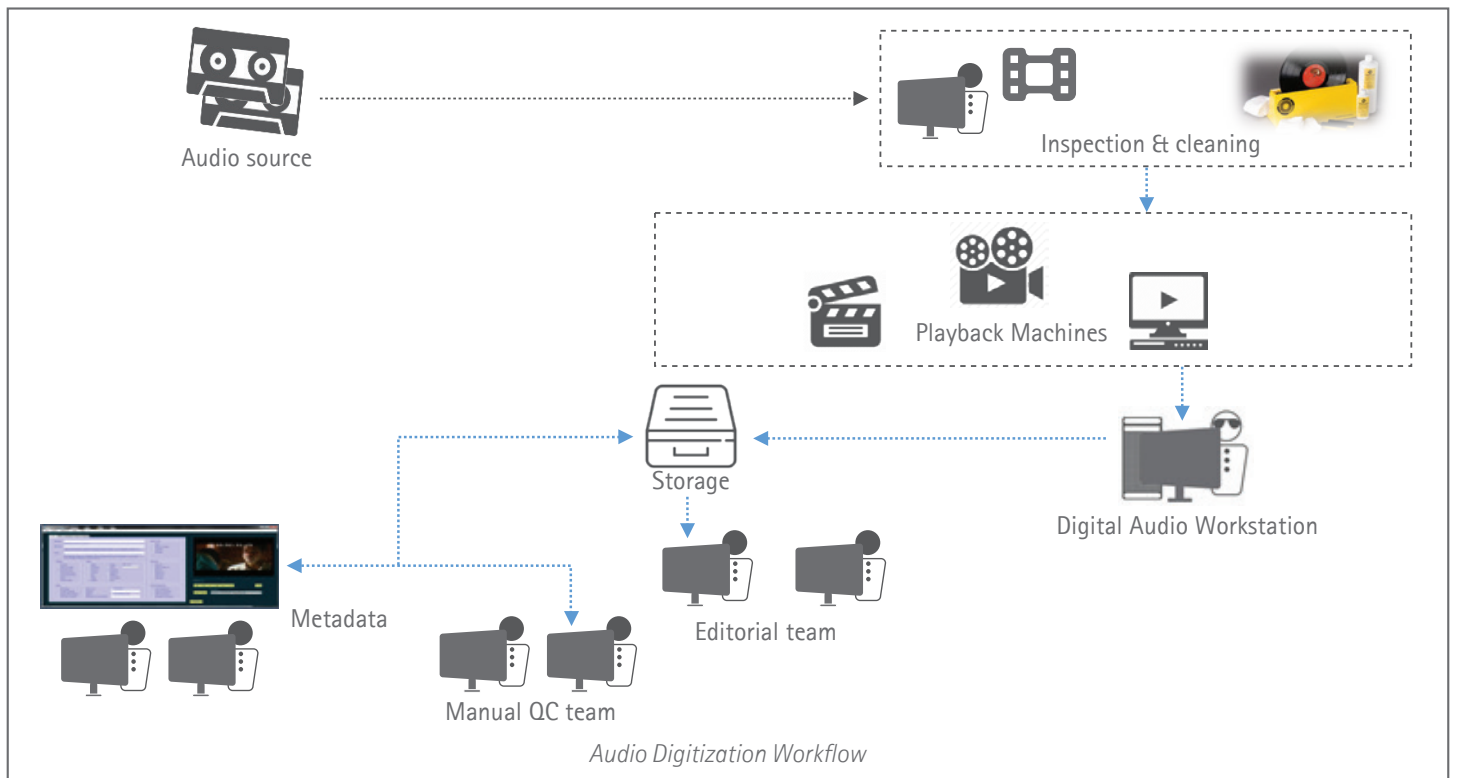 Audio source
Inspection & cleaning
Playback Machines
Storage
Digital Audio Workstation
Metadata
Editorial team
Manual QC team
Audio Digitization Workflow